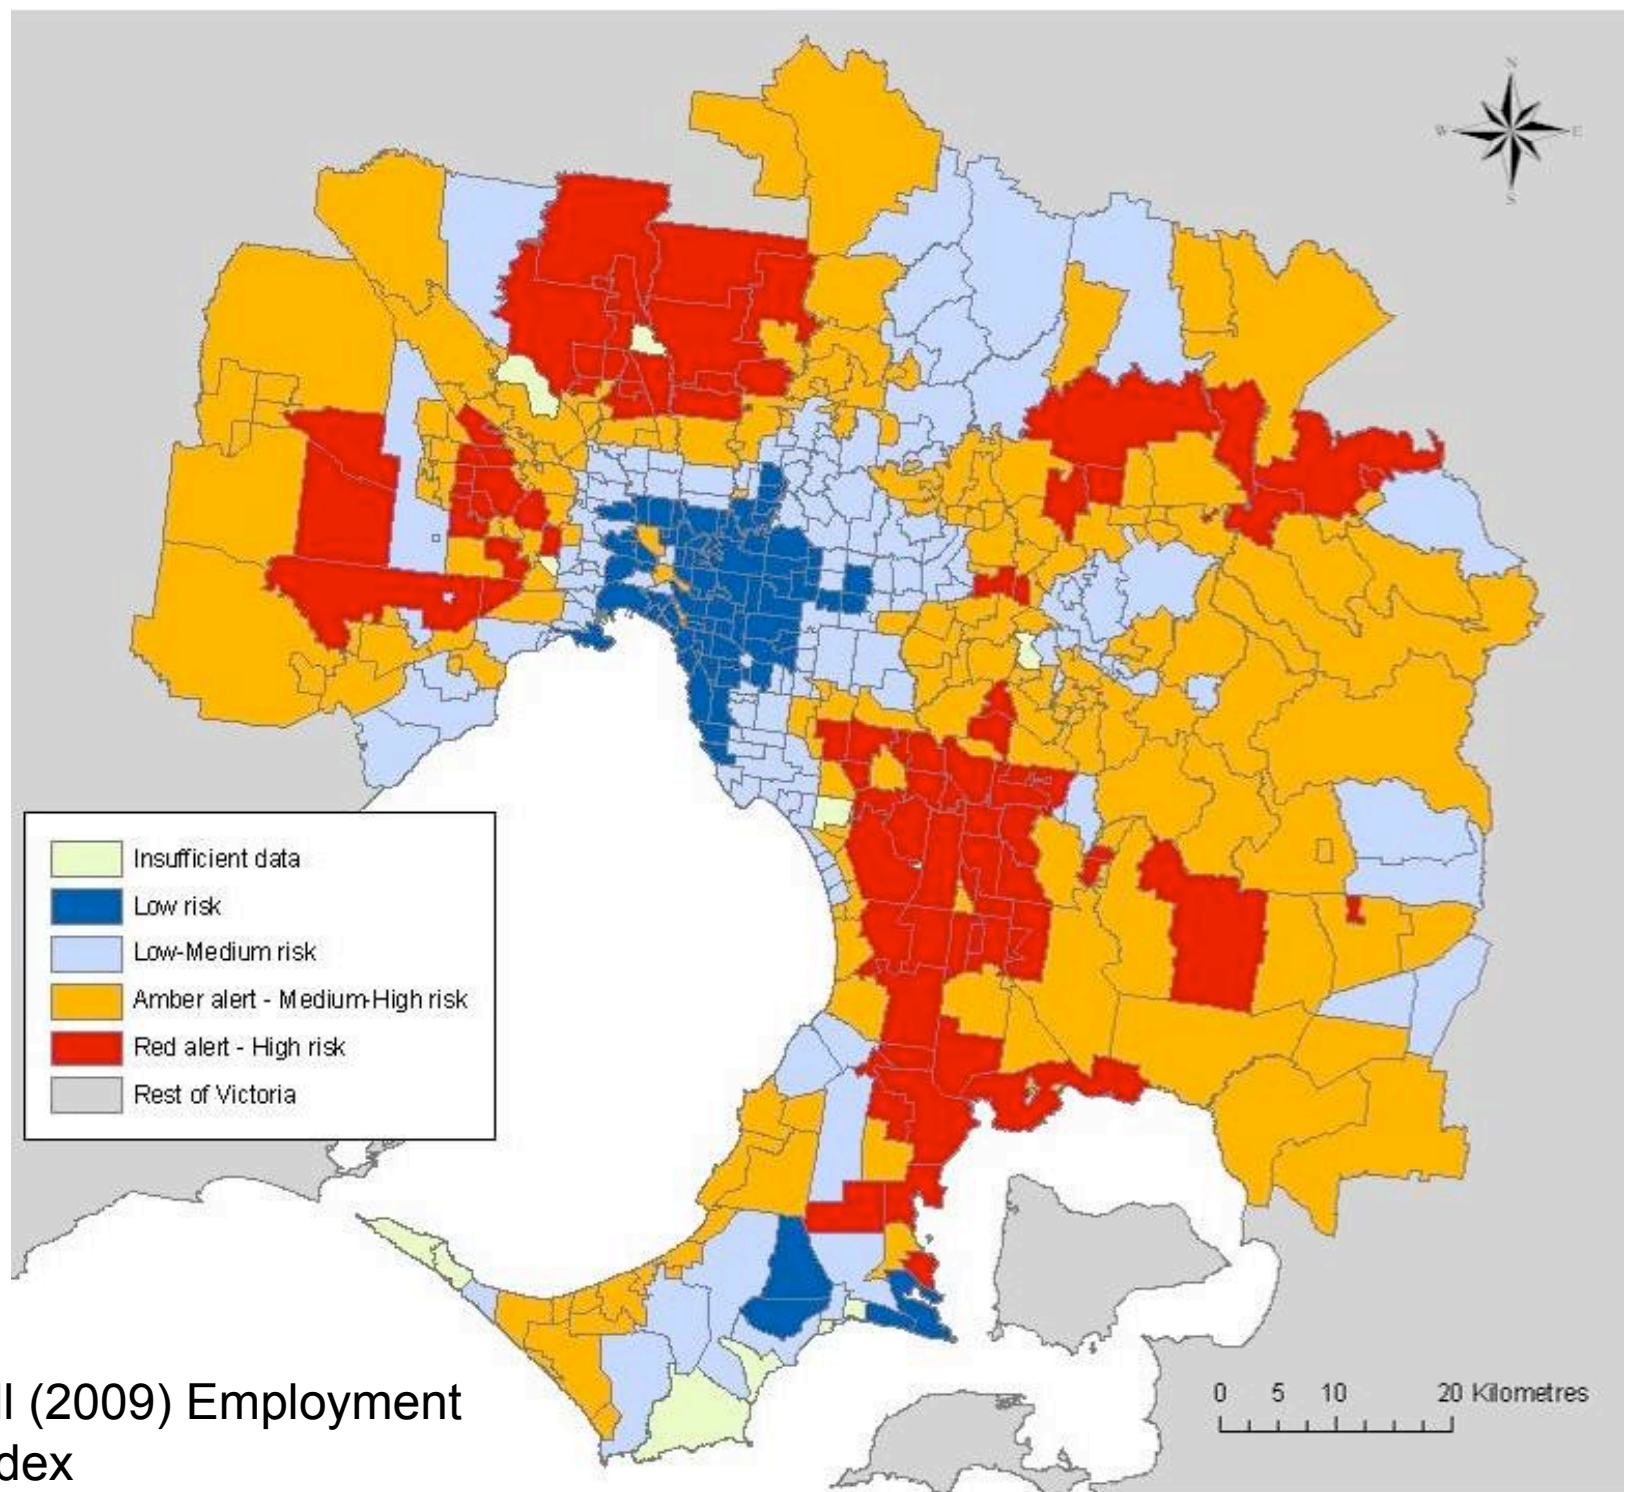 N
W
E
S
Insufficient data
Low risk
Low-Medium risk
Amber alert - Medium-High risk
Red alert - High risk
Rest of Victoria
0 5 10 20 Kilometres
(2009) Employment